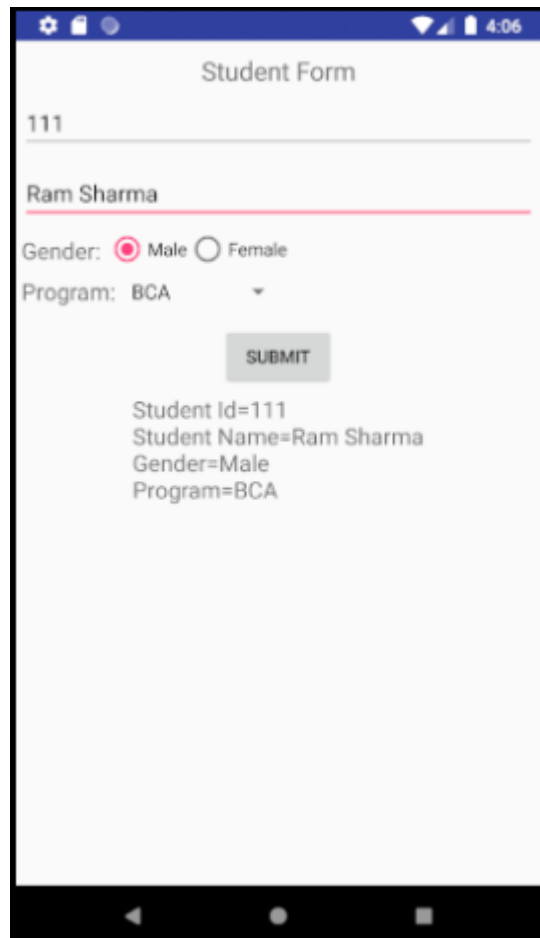 4:06
Student Form
111
Ram Sharma
Gender: Male Female
Program: BCA
SUBMIT
Student Id=111
Student Name=Ram Sharma
Gender=Male
Program=BCA